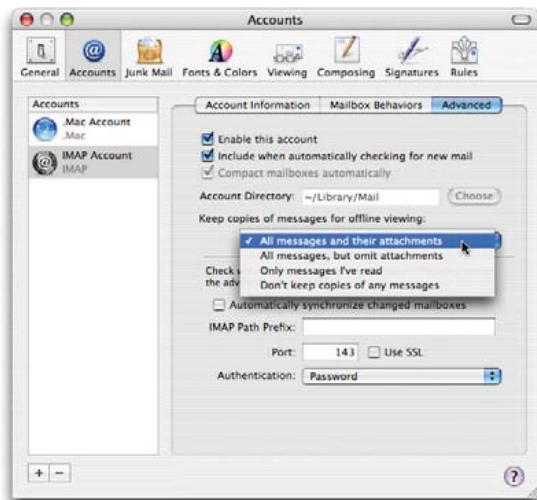 Accounts
General Accounts Junk Mail Fonts & Colors Viewing Composing Signatures Rules
Accounts
.Mac Account
.Mac
IMAP Account
IMAP
Account Information Mailbox Behaviors Advanced
Enable this account
Include when automatically checking for new mail
Compact mailboxes automatically
Account Directory: ~/Library/Mail Choose
Keep copies of messages for offline viewing:
✓ All messages and their attachments
All messages, but omit attachments
Only messages I've read
Don't keep copies of any messages
Check
the adv
Automatically synchronize changed mailboxes
IMAP Path Prefix:
Port: 143 Use SSL
Authentication: Password
+ −
?